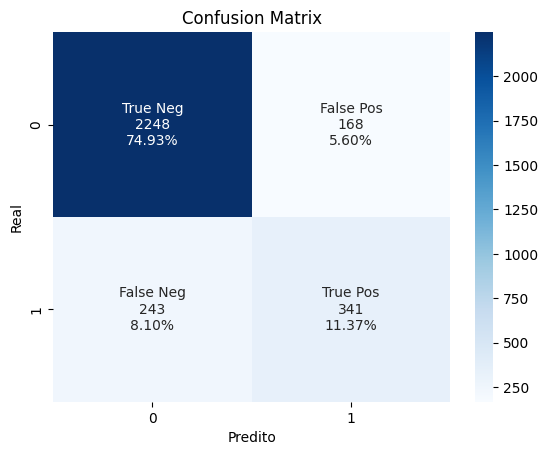 Confusion Matrix
True Neg
2248
74.93%
False Pos
168
5.60%
False Neg
243
8.10%
True Pos
341
11.37%
0
1
Real
0
1
Predito
2000
1750
1500
1250
1000
750
500
250